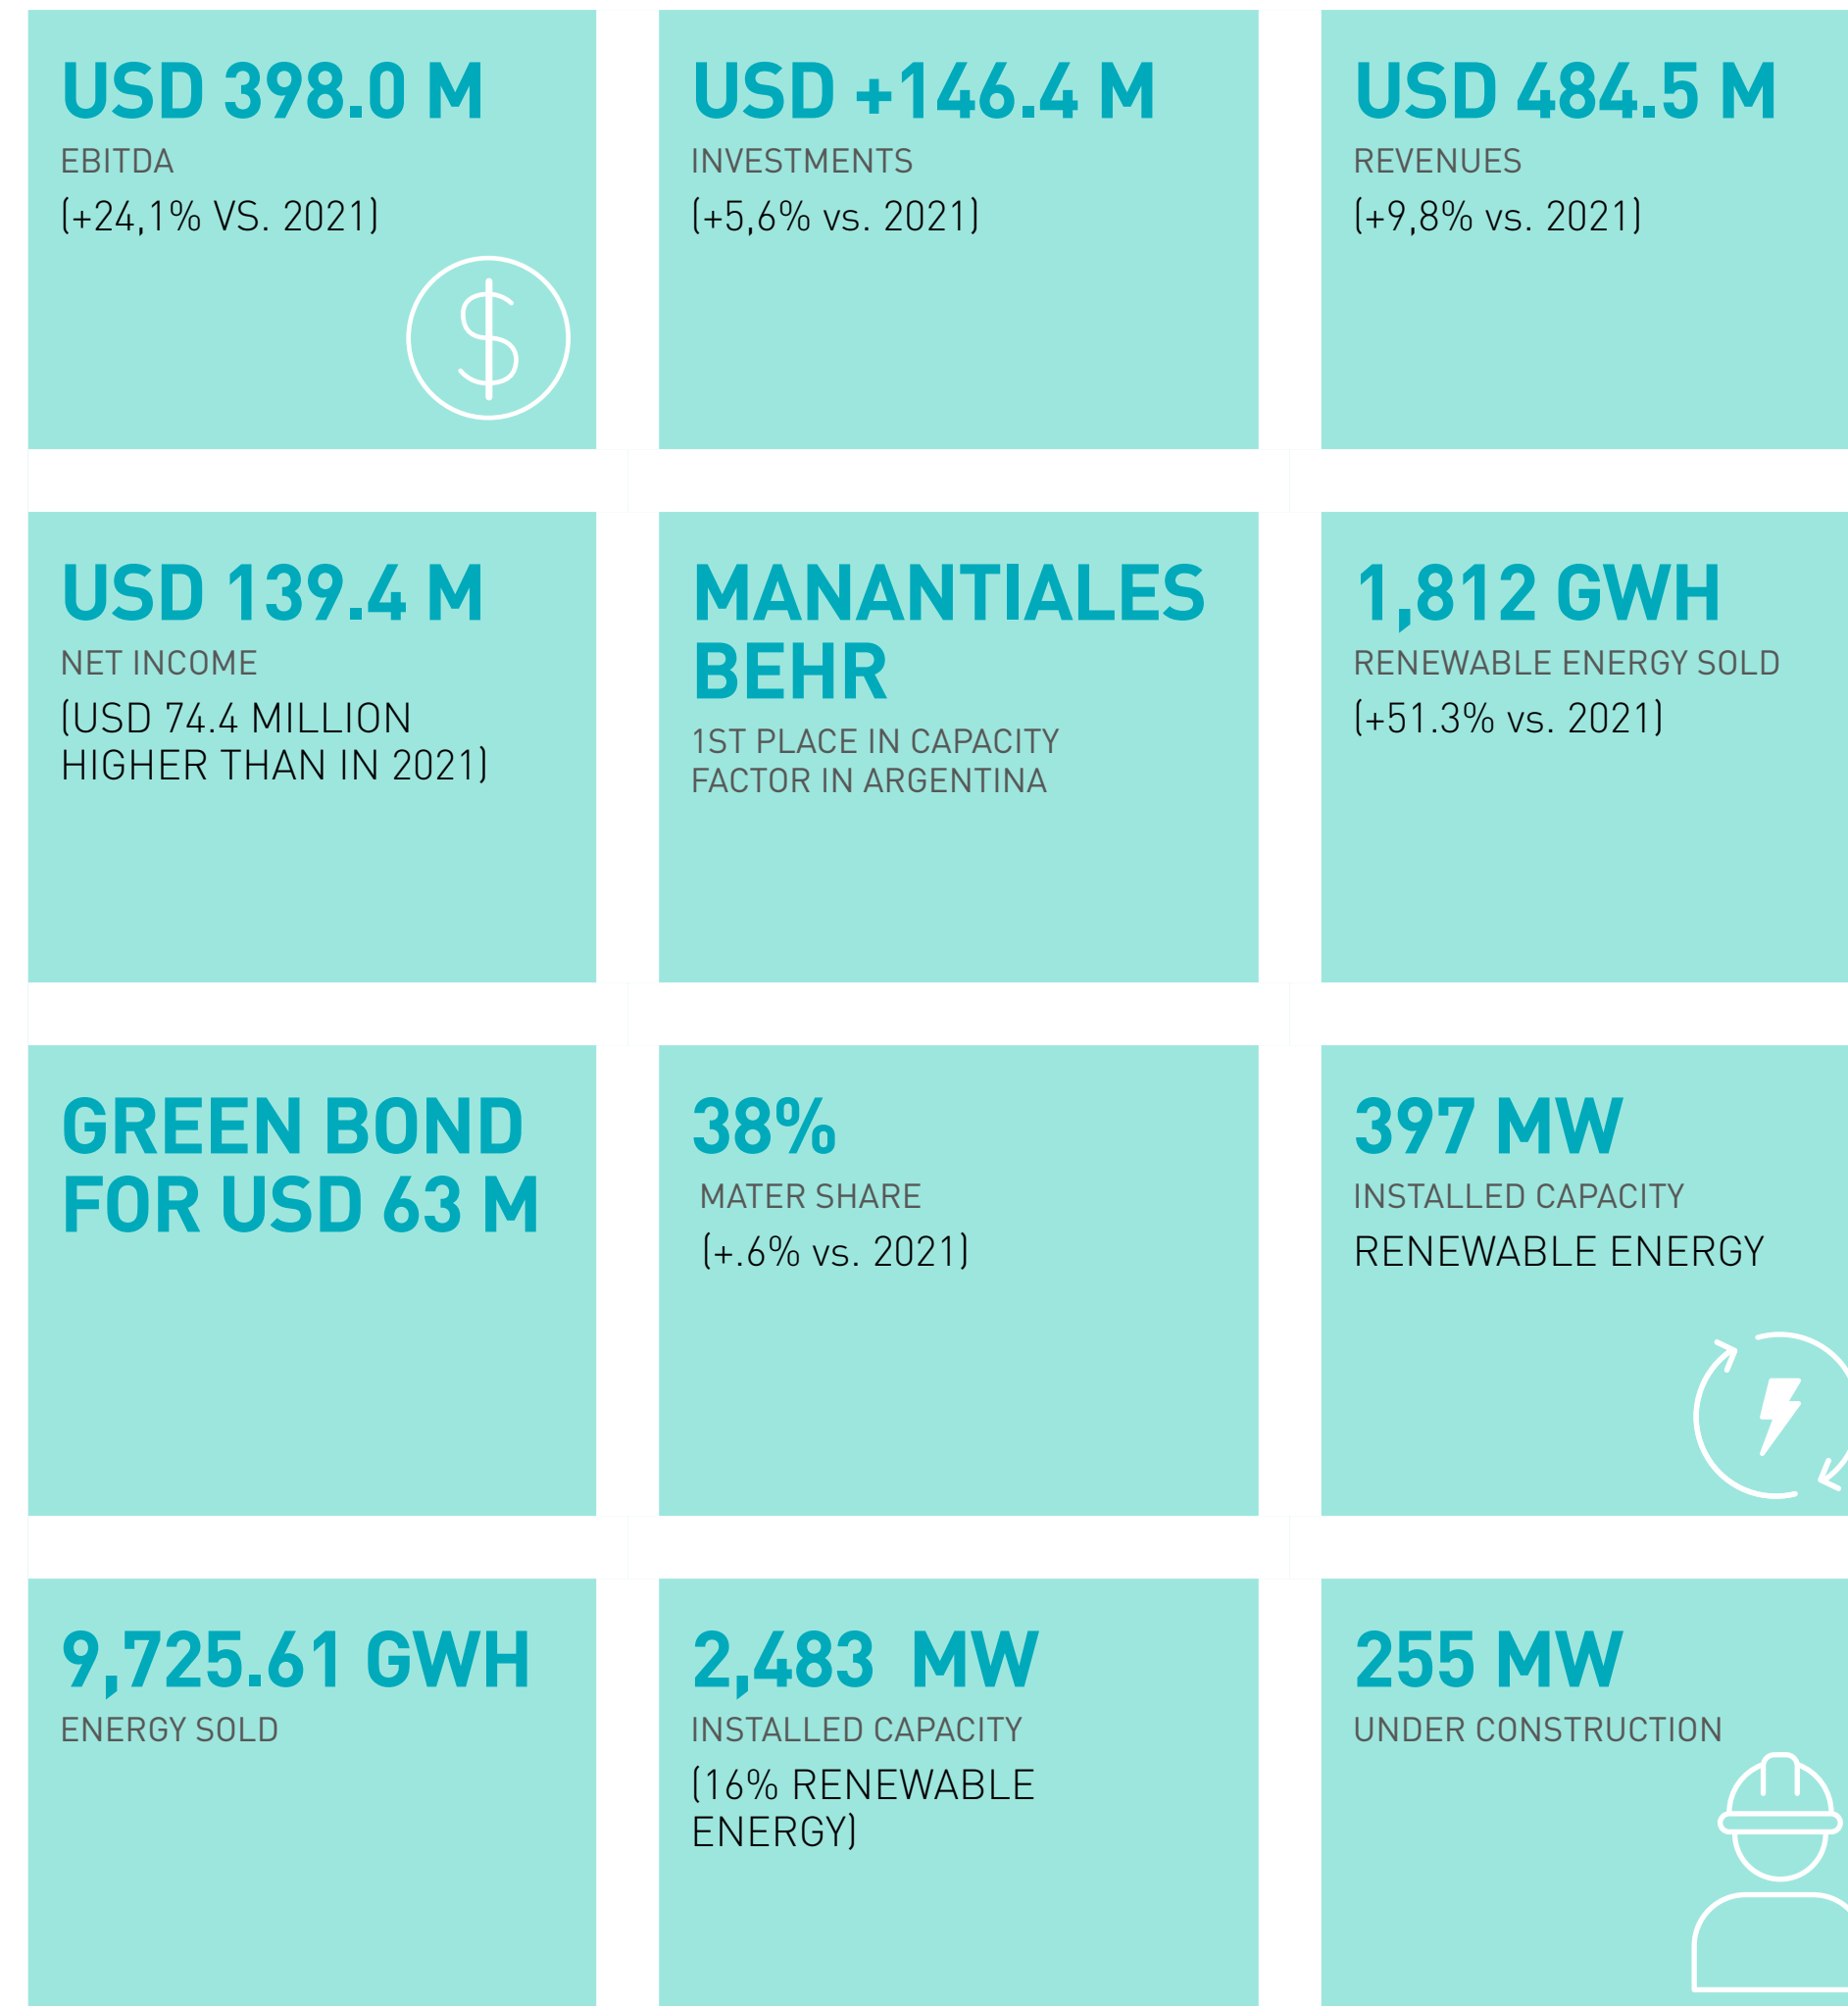 USD 398.0 M
EBITDA
(+24,1% VS. 2021)
USD +146.4 M
INVESTMENTS
(+5,6% vs. 2021)
USD 484.5 M
REVENUES
(+9,8% vs. 2021)
USD 139.4 M
NET INCOME
(USD 74.4 MILLION
HIGHER THAN IN 2021)
MANANTIALES
BEHR
1ST PLACE IN CAPACITY
FACTOR IN ARGENTINA
1,812 GWH
RENEWABLE ENERGY SOLD
(+51.3% vs. 2021)
GREEN BOND
FOR USD 63 M
38%
MATER SHARE
(+.6% vs. 2021)
397 MW
INSTALLED CAPACITY
RENEWABLE ENERGY
9,725.61 GWH
ENERGY SOLD
2,483 MW
INSTALLED CAPACITY
(16% RENEWABLE
ENERGY)
255 MW
UNDER CONSTRUCTION